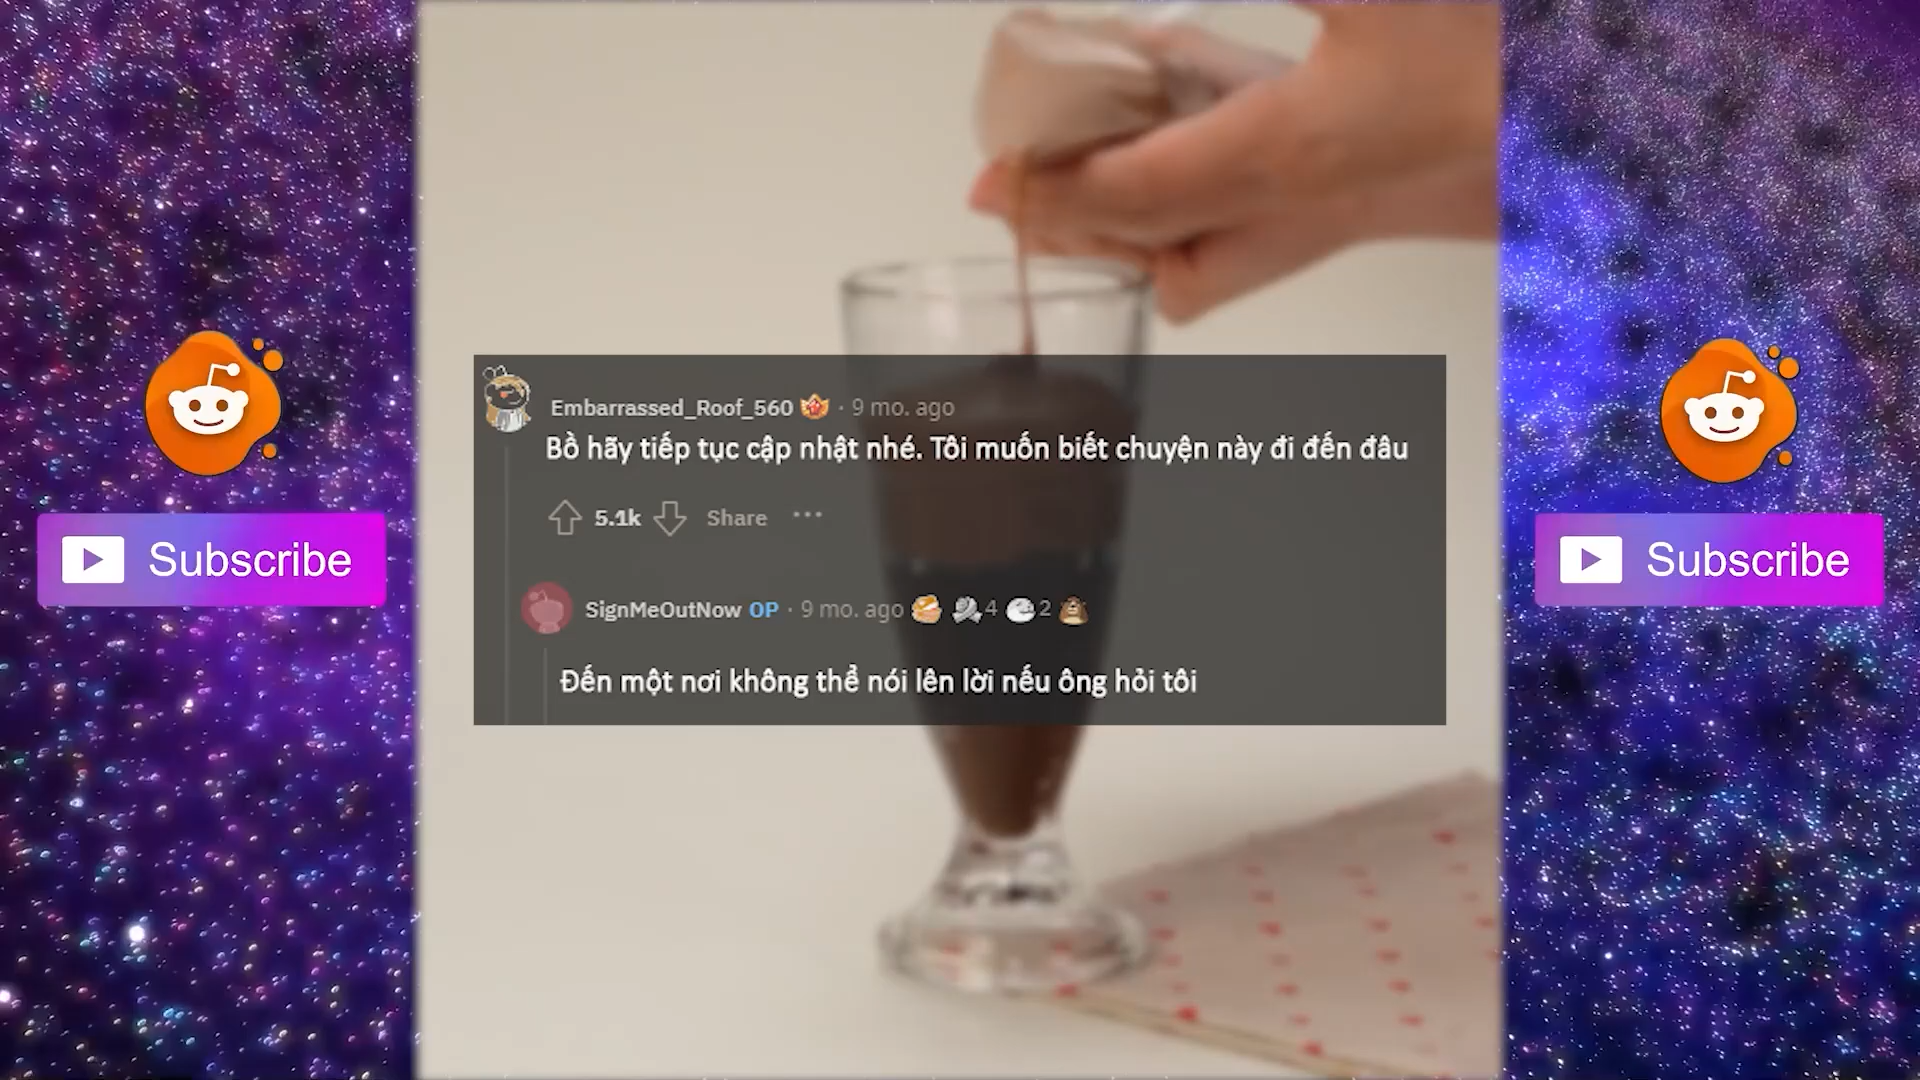 Embarrassed_Roof_560 · 9 mo. ago
Bồ hãy tiếp tục cập nhật nhé. Tôi muốn biết chuyện này đi đến đâu
5.1k Share ···
SignMeOutNow OP · 9 mo. ago 4 2
Đến một nơi không thể nói lên lời nếu ông hỏi tôi
Subscribe
Subscribe